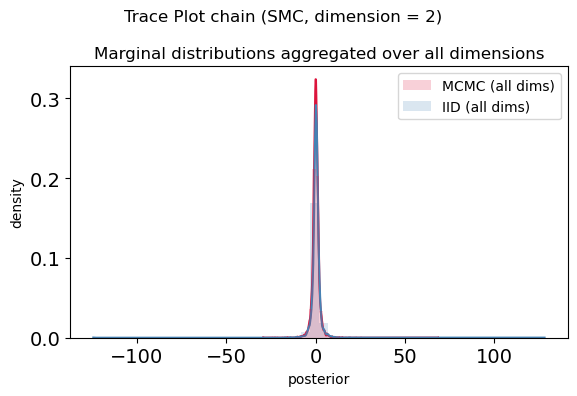 Trace Plot chain (SMC, dimension = 2)
Marginal distributions aggregated over all dimensions
MCMC (all dims)
IID (all dims)
density
0.3
0.2
0.1
0.0
−100
−50
0
50
100
posterior